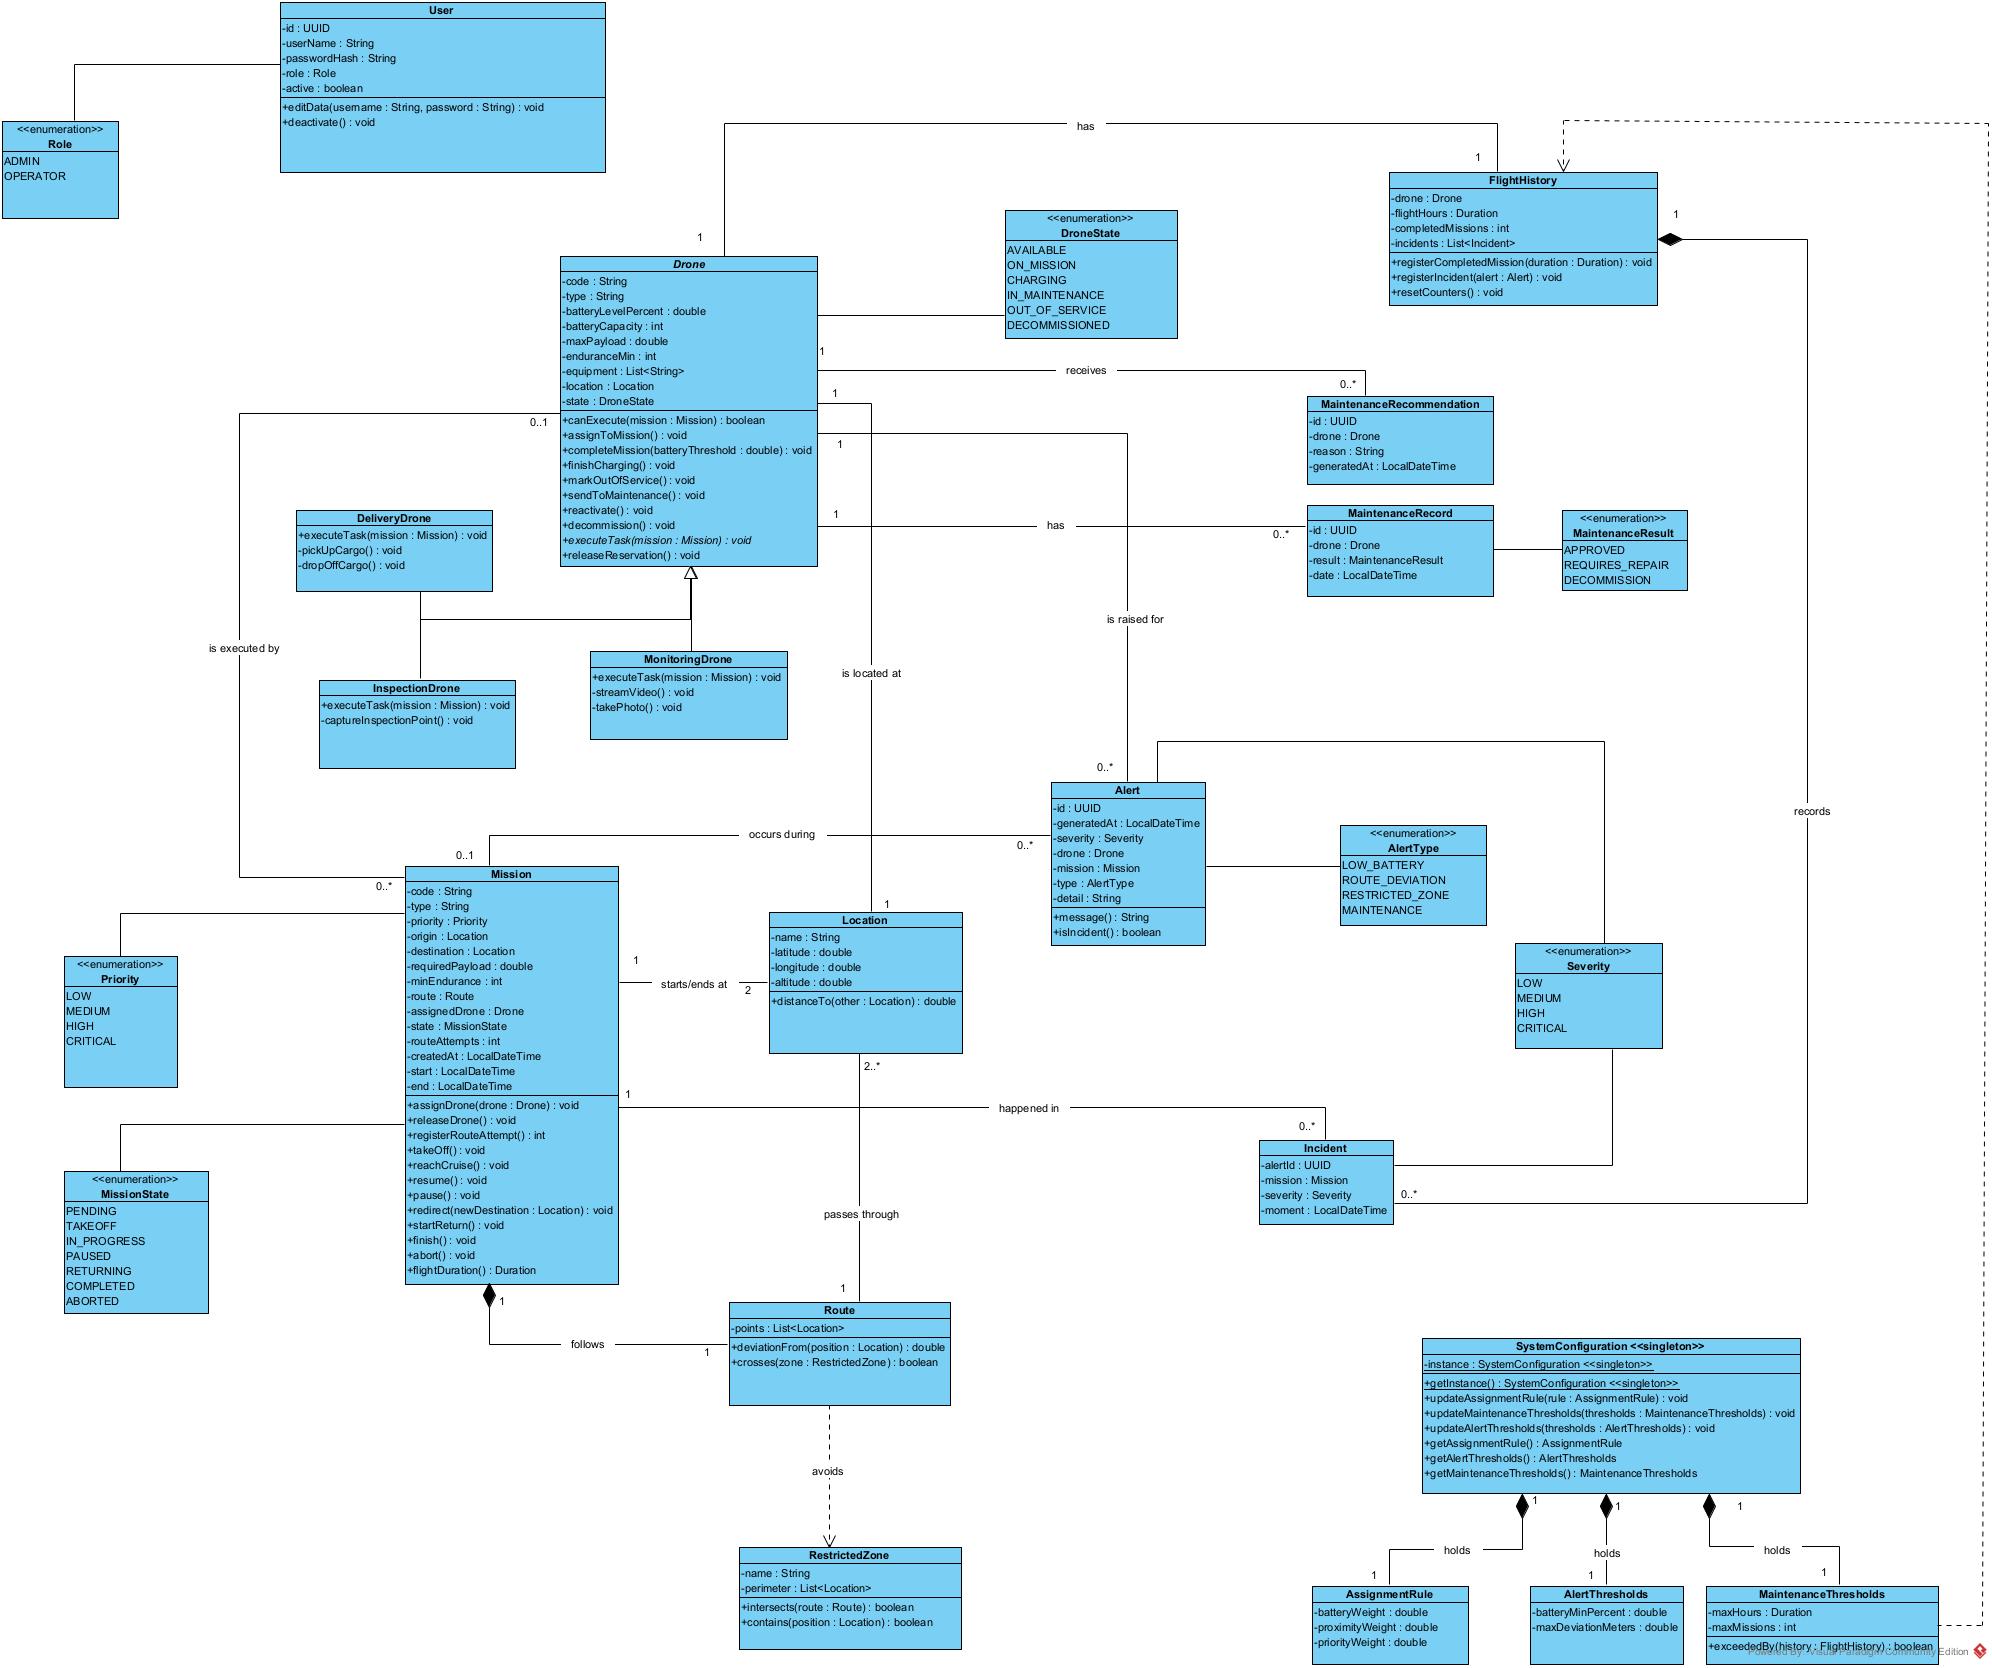 User
-id : UUID
-userName : String
-passwordHash : String
-role : Role
-active : boolean
+editData(username : String, password : String) : void
+deactivate() : void
<<enumeration>>
Role
ADMIN
OPERATOR
has
1
1
FlightHistory
-drone : Drone
-flightHours : Duration
-completedMissions : int
-incidents : List<Incident>
+registerCompletedMission(duration : Duration) : void
+registerIncident(alert : Alert) : void
+resetCounters() : void
1
<<enumeration>>
DroneState
AVAILABLE
ON_MISSION
CHARGING
IN_MAINTENANCE
OUT_OF_SERVICE
DECOMMISSIONED
Drone
-code : String
-type : String
-batteryLevelPercent : double
-batteryCapacity : int
-maxPayload : double
-enduranceMin : int
-equipment : List<String>
-location : Location
-state : DroneState
+canExecute(mission : Mission) : boolean
+assignToMission() : void
+completeMission(batteryThreshold : double) : void
+finishCharging() : void
+markOutOfService() : void
+sendToMaintenance() : void
+reactivate() : void
+decommission() : void
+executeTask(mission : Mission) : void
+releaseReservation() : void
1
receives
0..*
1
1
0..1
MaintenanceRecommendation
-id : UUID
-drone : Drone
-reason : String
-generatedAt : LocalDateTime
1
has
0..*
MaintenanceRecord
-id : UUID
-drone : Drone
-result : MaintenanceResult
-date : LocalDateTime
<<enumeration>>
MaintenanceResult
APPROVED
REQUIRES_REPAIR
DECOMMISSION
DeliveryDrone
+executeTask(mission : Mission) : void
-pickUpCargo() : void
-dropOffCargo() : void
is executed by
is raised for
is located at
InspectionDrone
+executeTask(mission : Mission) : void
-captureInspectionPoint() : void
MonitoringDrone
+executeTask(mission : Mission) : void
-streamVideo() : void
-takePhoto() : void
0..*
Alert
-id : UUID
-generatedAt : LocalDateTime
-severity : Severity
-drone : Drone
-mission : Mission
-type : AlertType
-detail : String
+message() : String
+isIncident() : boolean
records
occurs during
0..1
0..*
<<enumeration>>
AlertType
LOW_BATTERY
ROUTE_DEVIATION
RESTRICTED_ZONE
MAINTENANCE
0..*
Mission
-code : String
-type : String
-priority : Priority
-origin : Location
-destination : Location
-requiredPayload : double
-minEndurance : int
-route : Route
-assignedDrone : Drone
-state : MissionState
-routeAttempts : int
-createdAt : LocalDateTime
-start : LocalDateTime
-end : LocalDateTime
+assignDrone(drone : Drone) : void
+releaseDrone() : void
+registerRouteAttempt() : int
+takeOff() : void
+reachCruise() : void
+resume() : void
+pause() : void
+redirect(newDestination : Location) : void
+startReturn() : void
+finish() : void
+abort() : void
+flightDuration() : Duration
1
Location
-name : String
-latitude : double
-longitude : double
-altitude : double
+distanceTo(other : Location) : double
<<enumeration>>
Priority
LOW
MEDIUM
HIGH
CRITICAL
1
starts/ends at
2
<<enumeration>>
Severity
LOW
MEDIUM
HIGH
CRITICAL
2..*
1
happened in
0..*
Incident
-alertId : UUID
-mission : Mission
-severity : Severity
-moment : LocalDateTime
0..*
<<enumeration>>
MissionState
PENDING
TAKEOFF
IN_PROGRESS
PAUSED
RETURNING
COMPLETED
ABORTED
passes through
1
1
follows
1
Route
-points : List<Location>
+deviationFrom(position : Location) : double
+crosses(zone : RestrictedZone) : boolean
avoids
RestrictedZone
-name : String
-perimeter : List<Location>
+intersects(route : Route) : boolean
+contains(position : Location) : boolean
SystemConfiguration <<singleton>>
-instance : SystemConfiguration <<singleton>>
+getInstance() : SystemConfiguration <<singleton>>
+updateAssignmentRule(rule : AssignmentRule) : void
+updateMaintenanceThresholds(thresholds : MaintenanceThresholds) : void
+updateAlertThresholds(thresholds : AlertThresholds) : void
+getAssignmentRule() : AssignmentRule
+getAlertThresholds() : AlertThresholds
+getMaintenanceThresholds() : MaintenanceThresholds
1
1
1
holds
holds
holds
1
1
1
AssignmentRule
-batteryWeight : double
-proximityWeight : double
-priorityWeight : double
AlertThresholds
-batteryMinPercent : double
-maxDeviationMeters : double
MaintenanceThresholds
-maxHours : Duration
-maxMissions : int
+exceededBy(history : FlightHistory) : boolean
Powered By: Visual Paradigm Community Edition